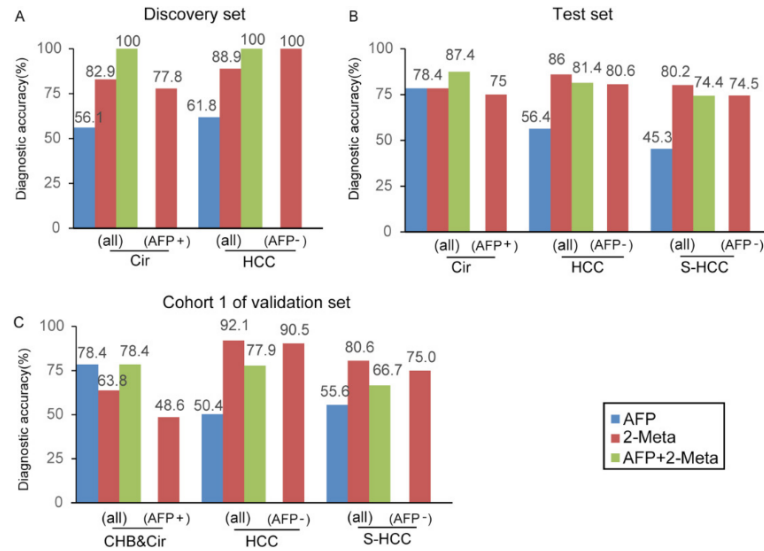 A
Discovery set
Diagnostic accuracy(%)
100
75
50
25
0
56.1
82.9
100
77.8
61.8
88.9
100
100
(all) (AFP+) (all) (AFP-)
Cir HCC
B
Test set
Diagnostic accuracy(%)
100
75
50
25
0
78.4
87.4
75
56.4
86
81.4
80.6
45.3
80.2
74.4
74.5
(all) (AFP+) (all) (AFP-) (all) (AFP-)
Cir HCC S-HCC
C
Cohort 1 of validation set
Diagnostic accuracy(%)
100
75
50
25
0
78.4
63.8
78.4
48.6
50.4
92.1
77.9
90.5
55.6
80.6
66.7
75.0
(all) (AFP+) (all) (AFP-) (all) (AFP-)
CHB&Cir HCC S-HCC
AFP
2-Meta
AFP+2-Meta